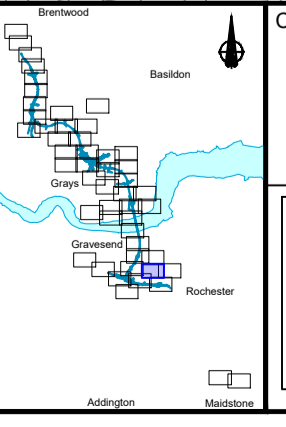 Brentwood
C
Basildon
Grays
Gravesend
Rochester
Addington
Maidstone